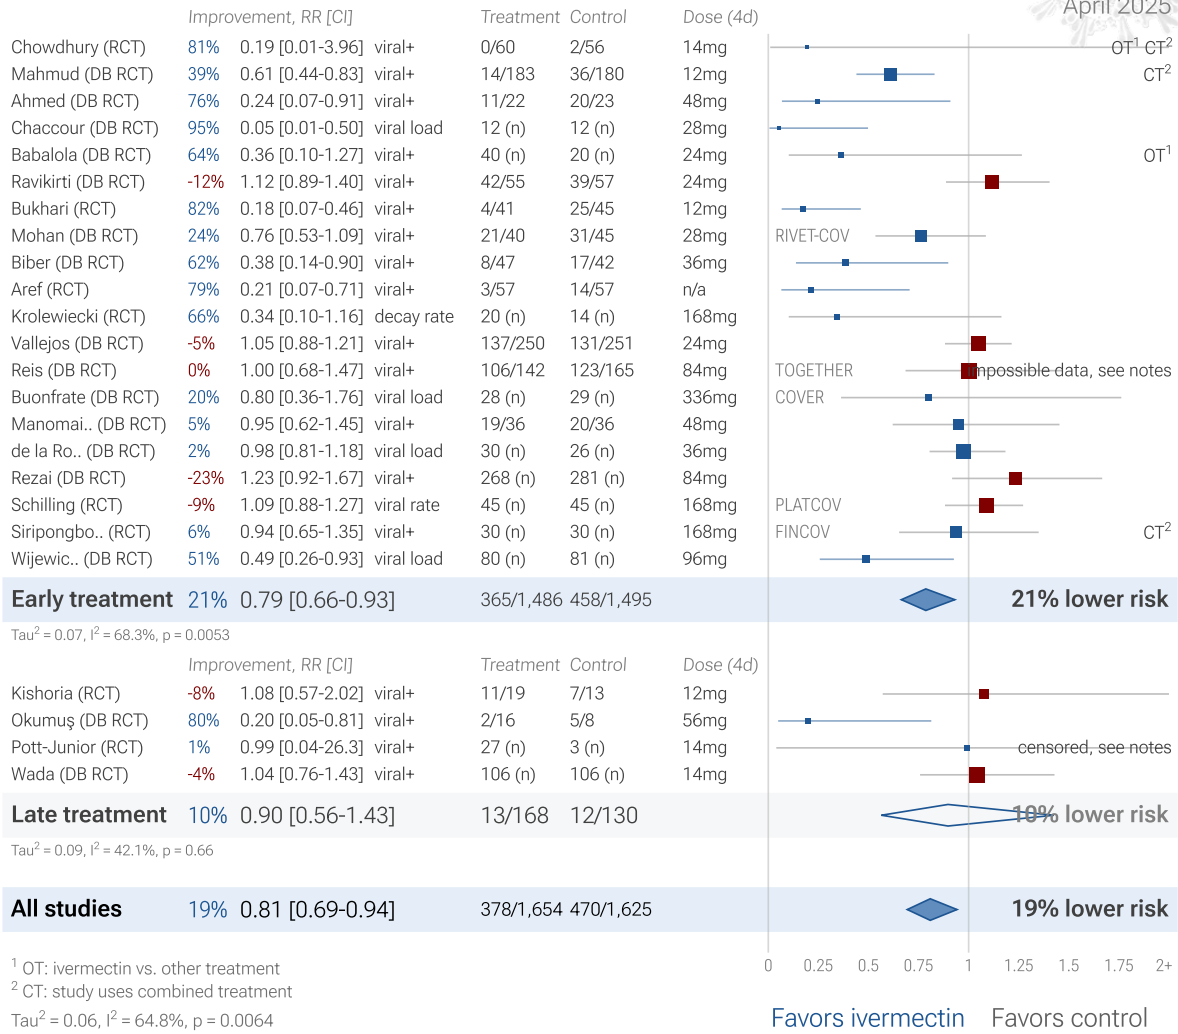 April 2025
Improvement, RR [CI] Treatment Control Dose (4d)
Chowdhury (RCT) 81% 0.19 [0.01-3.96] viral+ 0/60 2/56 14mg OT¹ CT²
Mahmud (DB RCT) 39% 0.61 [0.44-0.83] viral+ 14/183 36/180 12mg CT²
Ahmed (DB RCT) 76% 0.24 [0.07-0.91] viral+ 11/22 20/23 48mg
Chaccour (DB RCT) 95% 0.05 [0.01-0.50] viral load 12 (n) 12 (n) 28mg
Babalola (DB RCT) 64% 0.36 [0.10-1.27] viral+ 40 (n) 20 (n) 24mg OT¹
Ravikirti (DB RCT) -12% 1.12 [0.89-1.40] viral+ 42/55 39/57 24mg
Bukhari (RCT) 82% 0.18 [0.07-0.46] viral+ 4/41 25/45 12mg
Mohan (DB RCT) 24% 0.76 [0.53-1.09] viral+ 21/40 31/45 28mg RIVET-COV
Biber (DB RCT) 62% 0.38 [0.14-0.90] viral+ 8/47 17/42 36mg
Aref (RCT) 79% 0.21 [0.07-0.71] viral+ 3/57 14/57 n/a
Krolewiecki (RCT) 66% 0.34 [0.10-1.16] decay rate 20 (n) 14 (n) 168mg
Vallejos (DB RCT) -5% 1.05 [0.88-1.21] viral+ 137/250 131/251 24mg
Reis (DB RCT) 0% 1.00 [0.68-1.47] viral+ 106/142 123/165 84mg TOGETHER impossible data, see notes
Buonfrate (DB RCT) 20% 0.80 [0.36-1.76] viral load 28 (n) 29 (n) 336mg COVER
Manomai.. (DB RCT) 5% 0.95 [0.62-1.45] viral+ 19/36 20/36 48mg
de la Ro.. (DB RCT) 2% 0.98 [0.81-1.18] viral load 30 (n) 26 (n) 36mg
Rezai (DB RCT) -23% 1.23 [0.92-1.67] viral+ 268 (n) 281 (n) 84mg
Schilling (RCT) -9% 1.09 [0.88-1.27] viral rate 45 (n) 45 (n) 168mg PLATCOV
Siripongbo.. (RCT) 6% 0.94 [0.65-1.35] viral+ 30 (n) 30 (n) 168mg FINCOV CT²
Wijewic.. (DB RCT) 51% 0.49 [0.26-0.93] viral load 80 (n) 81 (n) 96mg
Early treatment 21% 0.79 [0.66-0.93] 365/1,486 458/1,495 21% lower risk
Tau² = 0.07, I² = 68.3%, p = 0.0053
Improvement, RR [CI] Treatment Control Dose (4d)
Kishoria (RCT) -8% 1.08 [0.57-2.02] viral+ 11/19 7/13 12mg
Okumuş (DB RCT) 80% 0.20 [0.05-0.81] viral+ 2/16 5/8 56mg
Pott-Junior (RCT) 1% 0.99 [0.04-26.3] viral+ 27 (n) 3 (n) 14mg censored, see notes
Wada (DB RCT) -4% 1.04 [0.76-1.43] viral+ 106 (n) 106 (n) 14mg
Late treatment 10% 0.90 [0.56-1.43] 13/168 12/130 10% lower risk
Tau² = 0.09, I² = 42.1%, p = 0.66
All studies 19% 0.81 [0.69-0.94] 378/1,654 470/1,625 19% lower risk
0 0.25 0.5 0.75 1 1.25 1.5 1.75 2+
¹ OT: ivermectin vs. other treatment
² CT: study uses combined treatment
Tau² = 0.06, I² = 64.8%, p = 0.0064
Favors ivermectin Favors control